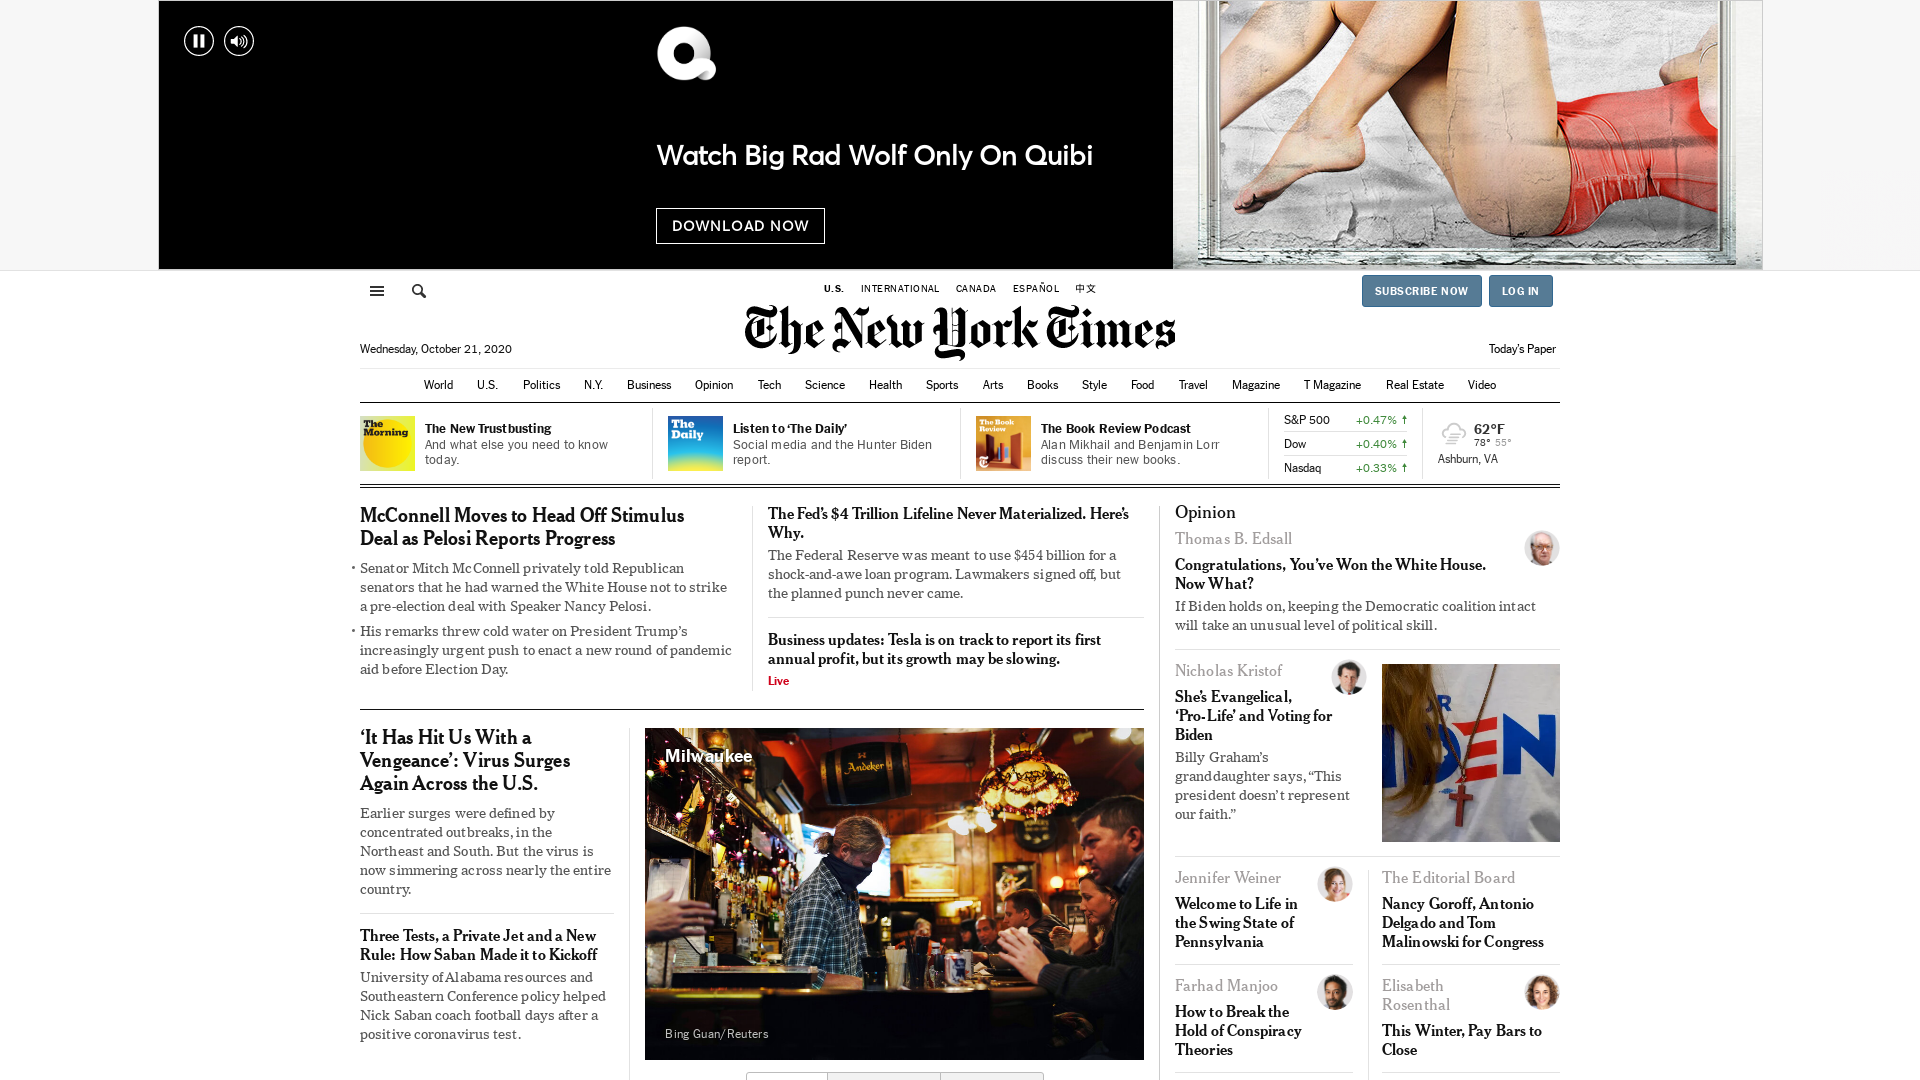 Watch Big Rad Wolf Only On Quibi
DOWNLOAD NOW
U.S. INTERNATIONAL CANADA ESPAÑOL 中文
SUBSCRIBE NOW LOG IN
The New York Times
Wednesday, October 21, 2020
Today's Paper
World U.S. Politics N.Y. Business Opinion Tech Science Health Sports Arts Books Style Food Travel Magazine T Magazine Real Estate Video
The Morning
The New Trustbusting
And what else you need to know
today.
The Daily
Listen to ‘The Daily’
Social media and the Hunter Biden
report.
The Book Review
The Book Review Podcast
Alan Mikhail and Benjamin Lorr
discuss their new books.
S&P 500 +0.47% ↑
Dow +0.40% ↑
Nasdaq +0.33% ↑
62°F
78° 55°
Ashburn, VA
McConnell Moves to Head Off Stimulus
Deal as Pelosi Reports Progress
• Senator Mitch McConnell privately told Republican
senators that he had warned the White House not to strike
a pre-election deal with Speaker Nancy Pelosi.
• His remarks threw cold water on President Trump’s
increasingly urgent push to enact a new round of pandemic
aid before Election Day.
The Fed’s $4 Trillion Lifeline Never Materialized. Here’s
Why.
The Federal Reserve was meant to use $454 billion for a
shock-and-awe loan program. Lawmakers signed off, but
the planned punch never came.
Business updates: Tesla is on track to report its first
annual profit, but its growth may be slowing.
Live
‘It Has Hit Us With a
Vengeance’: Virus Surges
Again Across the U.S.
Earlier surges were defined by
concentrated outbreaks, in the
Northeast and South. But the virus is
now simmering across nearly the entire
country.
Three Tests, a Private Jet and a New
Rule: How Saban Made it to Kickoff
University of Alabama resources and
Southeastern Conference policy helped
Nick Saban coach football days after a
positive coronavirus test.
Milwaukee
Andeker
Bing Guan/Reuters
Opinion
Thomas B. Edsall
Congratulations, You’ve Won the White House.
Now What?
If Biden holds on, keeping the Democratic coalition intact
will take an unusual level of political skill.
Nicholas Kristof
She’s Evangelical,
‘Pro-Life’ and Voting for
Biden
Billy Graham’s
granddaughter says, “This
president doesn’t represent
our faith.”
Jennifer Weiner
Welcome to Life in
the Swing State of
Pennsylvania
The Editorial Board
Nancy Goroff, Antonio
Delgado and Tom
Malinowski for Congress
Farhad Manjoo
How to Break the
Hold of Conspiracy
Theories
Elisabeth
Rosenthal
This Winter, Pay Bars to
Close